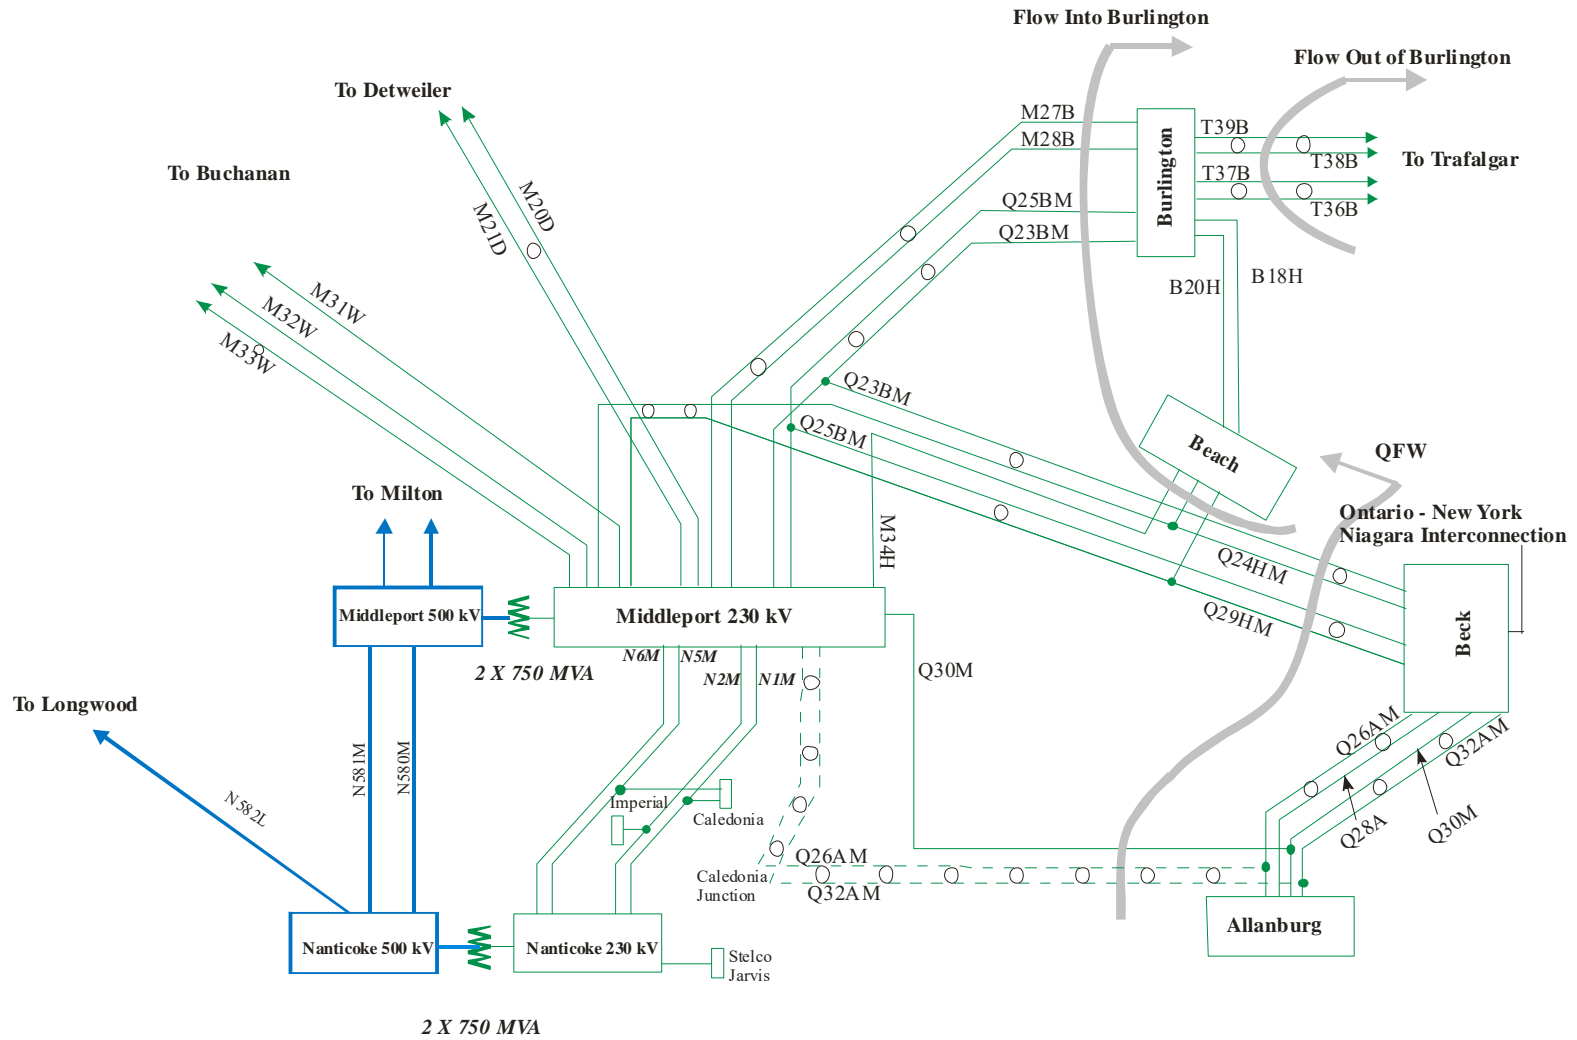 Flow Into Burlington
Flow Out of Burlington
To Detweiler
M27B
T39B
M28B
T38B
To Trafalgar
Burlington
To Buchanan
T37B
M20D
M21D
Q25BM
T36B
Q23BM
B20H
B18H
M31W
M32W
M33W
Q23BM
Q25BM
Beach
QFW
To Milton
Ontario - New York
Niagara Interconnection
M34H
Q24HM
Q29HM
Middleport 500 kV
Middleport 230 kV
Beck
2 X 750 MVA
N6M
N5M
N2M
N1M
Q30M
To Longwood
N581M
N580M
N582L
Q26AM
Q32AM
Imperial
Caledonia
Q28A
Q30M
Q26AM
Caledonia
Junction
Q32AM
Allanburg
Nanticoke 500 kV
Nanticoke 230 kV
Stelco
Jarvis
2 X 750 MVA